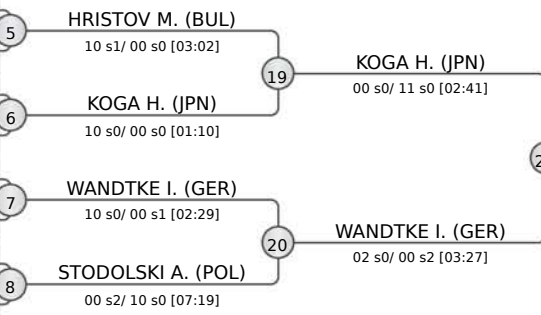 5
HRISTOV M. (BUL)
10 s1/ 00 s0 [03:02]
19
KOGA H. (JPN)
00 s0/ 11 s0 [02:41]
6
KOGA H. (JPN)
10 s0/ 00 s0 [01:10]
7
WANDTKE I. (GER)
10 s0/ 00 s1 [02:29]
20
WANDTKE I. (GER)
02 s0/ 00 s2 [03:27]
8
STODOLSKI A. (POL)
00 s2/ 10 s0 [07:19]